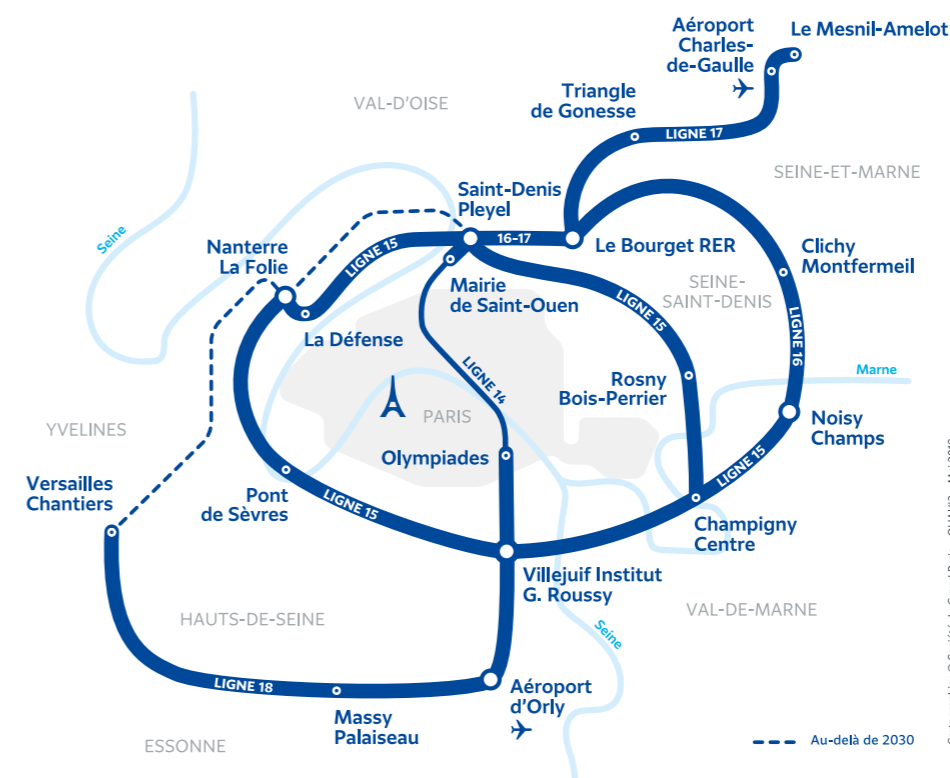 Aéroport
Charles-
de-Gaulle
Le Mesnil-Amelot
Triangle
de Gonesse
VAL-D'OISE
LIGNE 17
SEINE-ET-MARNE
Saint-Denis
Pleyel
Seine
Nanterre
La Folie
LIGNE 15
16-17
Le Bourget RER
Clichy
Montfermeil
Mairie
de Saint-Ouen
SEINE-
SAINT-DENIS
LIGNE 15
La Défense
LIGNE 16
LIGNE 14
Rosny
Bois-Perrier
Marne
PARIS
YVELINES
Noisy
Champs
Olympiades
LIGNE 15
Versailles
Chantiers
Pont
de Sèvres
LIGNE 15
Champigny
Centre
Villejuif Institut
G. Roussy
HAUTS-DE-SEINE
VAL-DE-MARNE
Seine
LIGNE 18
Massy
Palaiseau
Aéroport
d'Orly
ESSONNE
Au-delà de 2030